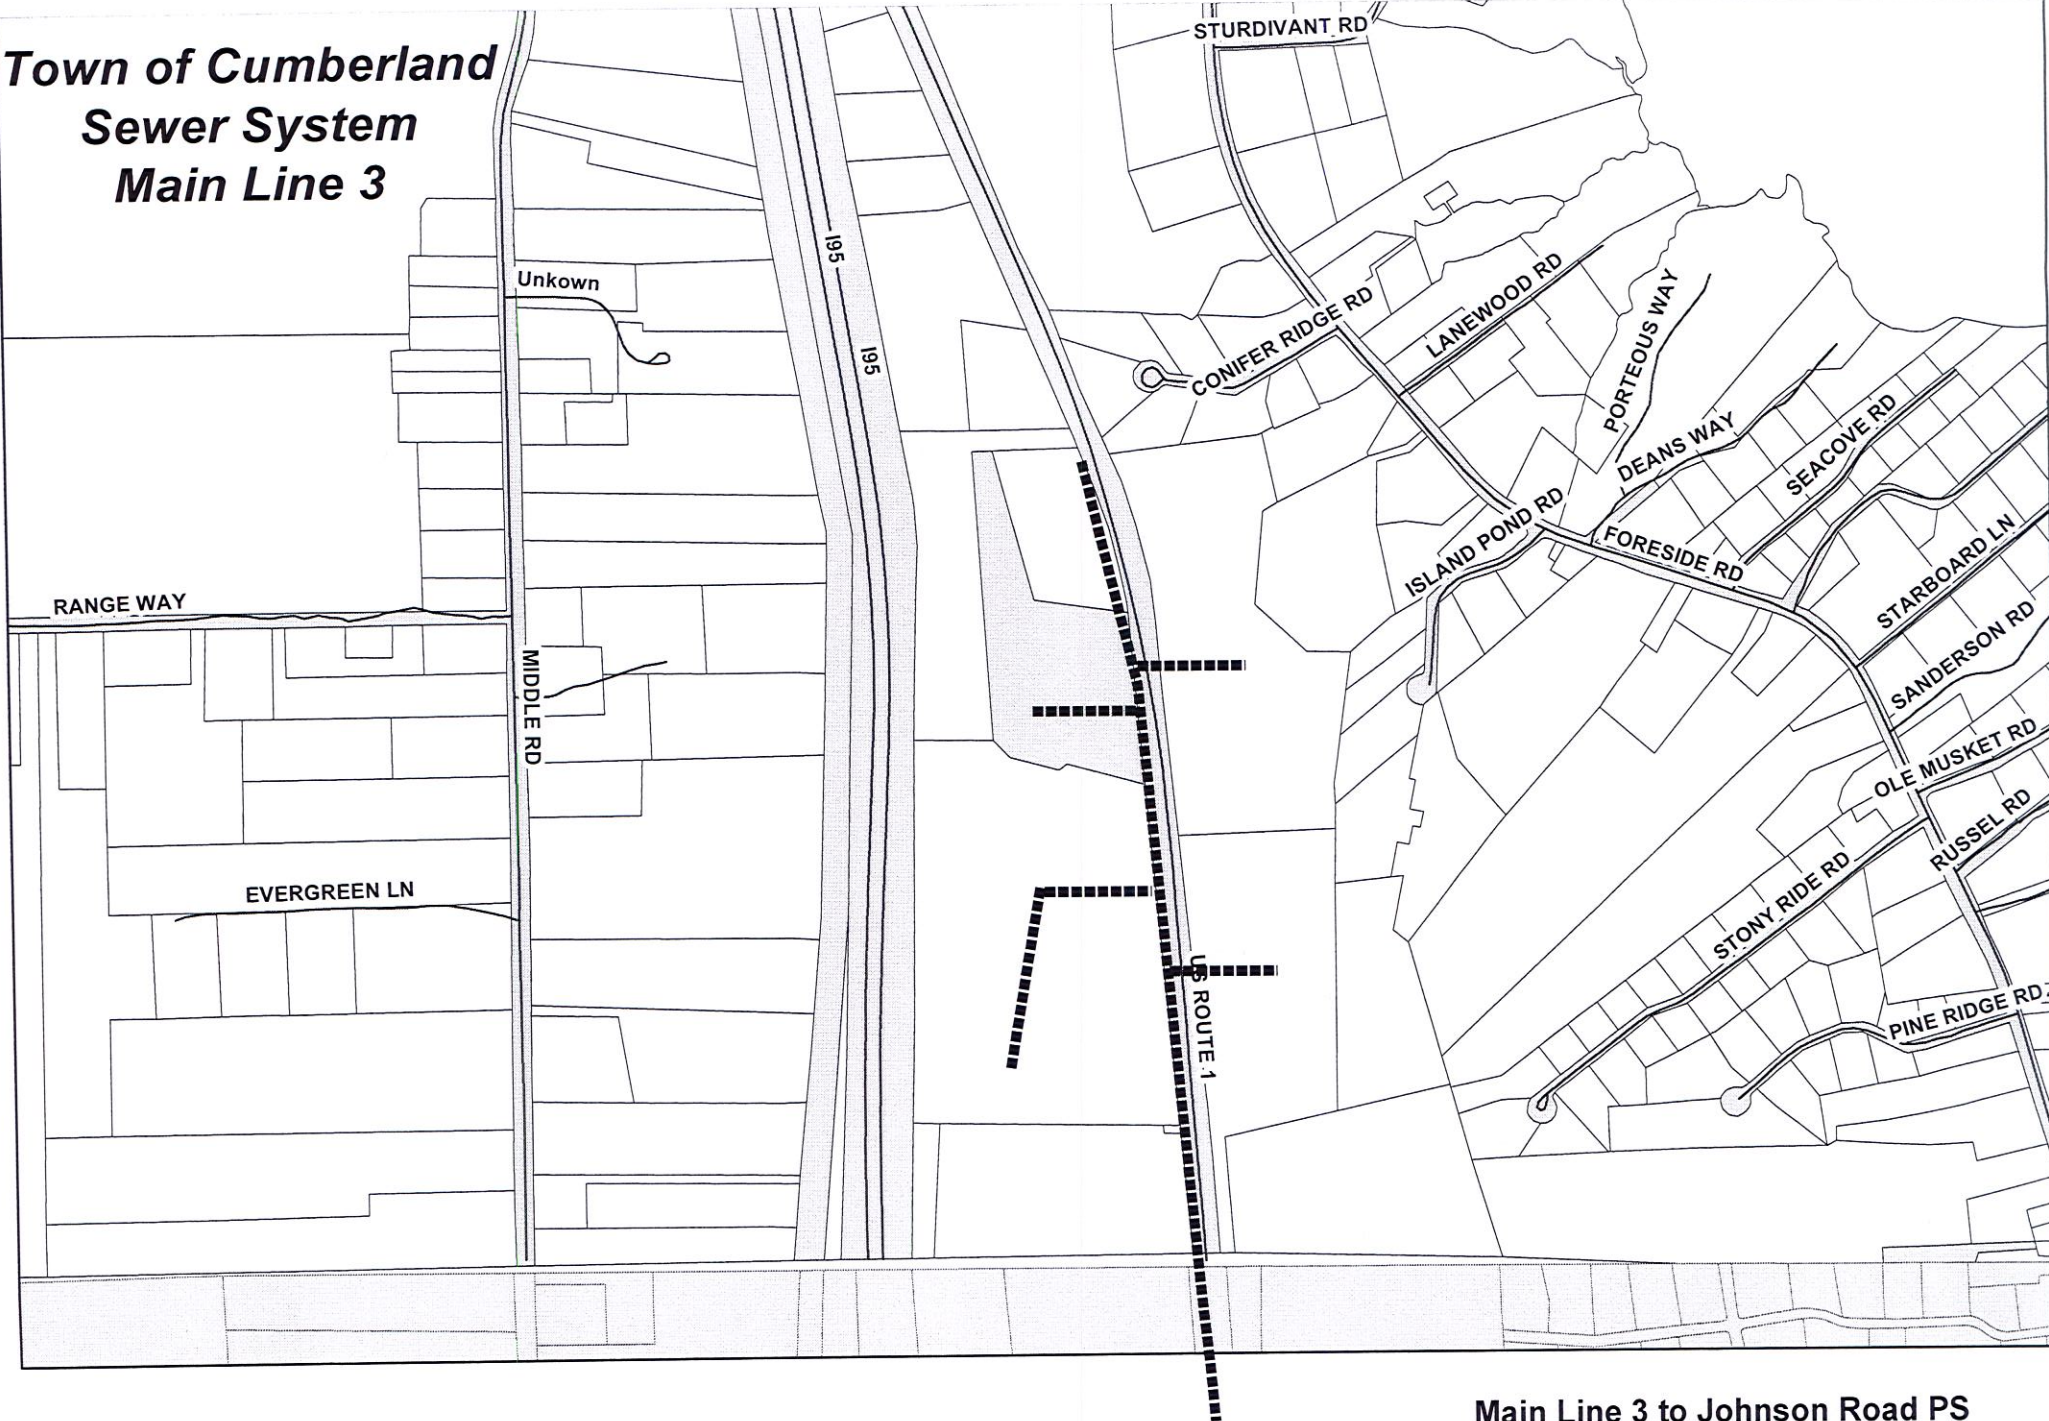 Town of Cumberland
Sewer System
Main Line 3
STURDIVANT RD
I95
Unkown
I95
CONIFER RIDGE RD
LANEWOOD RD
PORTEOUS WAY
DEANS WAY
SEACOVE RD
ISLAND POND RD
FORESIDE RD
STARBOARD LN
RANGE WAY
SANDERSON RD
MIDDLE RD
OLE MUSKET RD
RUSSEL RD
EVERGREEN LN
STONY RIDE RD
US ROUTE 1
PINE RIDGE RD
Main Line 3 to Johnson Road PS